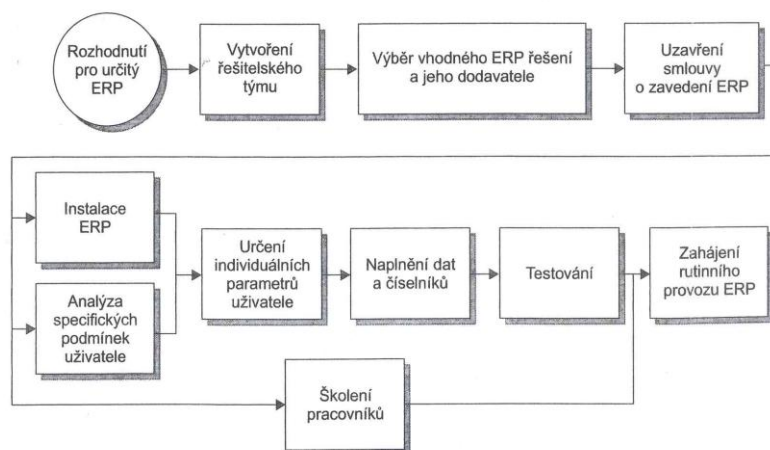 Rozhodnutí
pro určitý
ERP
Vytvoření
řešitelského
týmu
Výběr vhodného ERP řešení
a jeho dodavatele
Uzavření
smlouvy
o zavedení ERP
Instalace
ERP
Analýza
specifických
podmínek
uživatele
Určení
individuálních
parametrů
uživatele
Naplnění dat
a číselníků
Testování
Zahájení
rutinního
provozu ERP
Školení
pracovníků